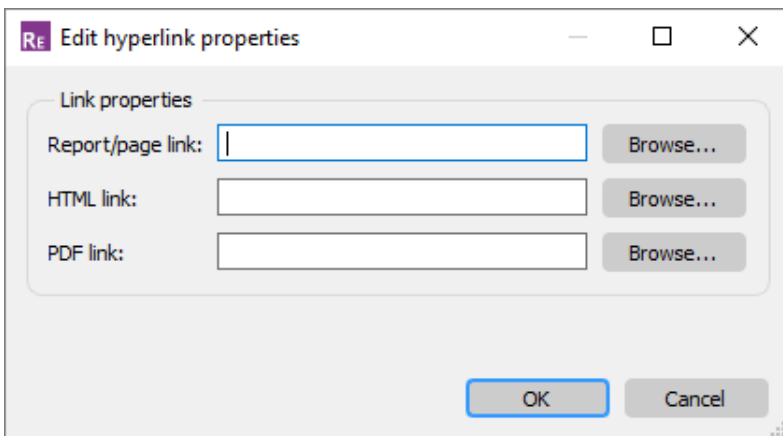 RE Edit hyperlink properties
Link properties
Report/page link: Browse...
HTML link: Browse...
PDF link: Browse...
OK Cancel